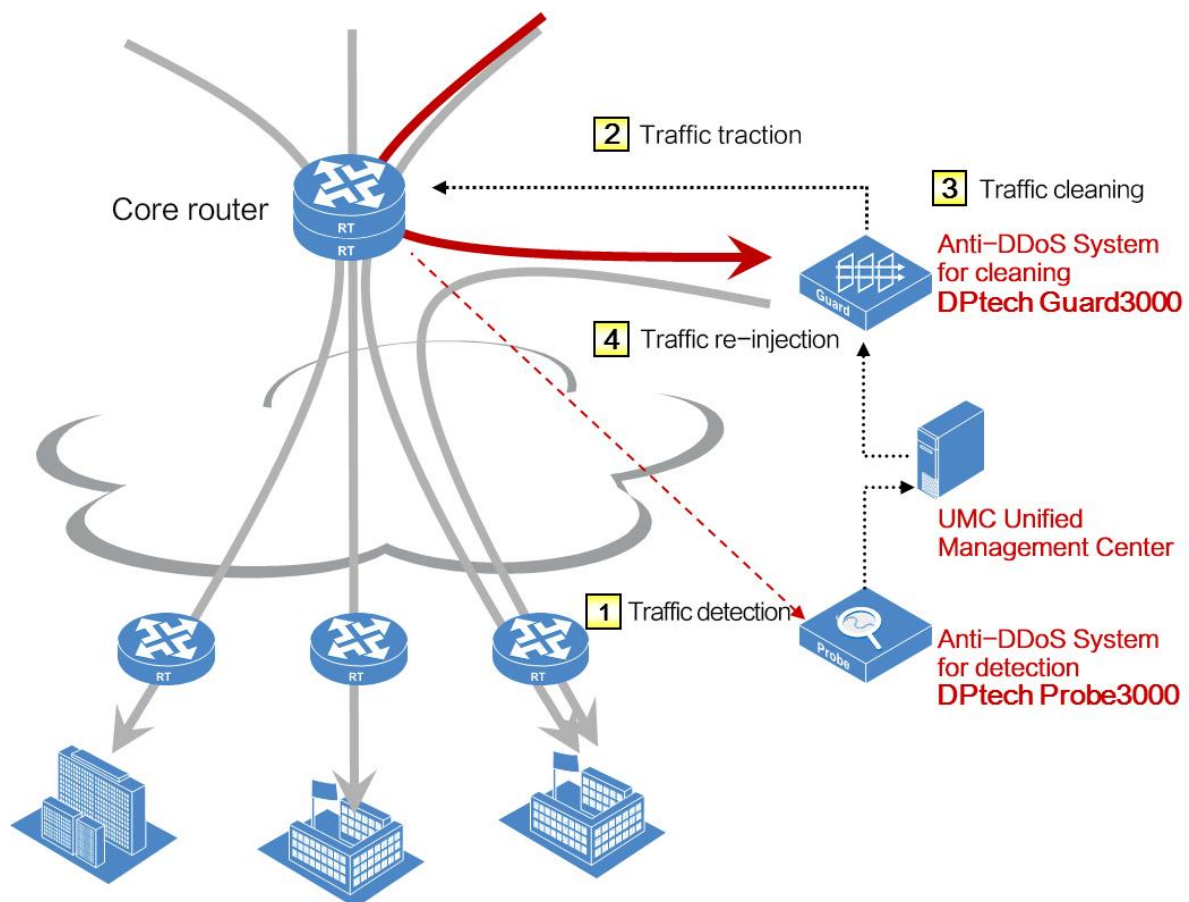 2 Traffic traction
3 Traffic cleaning
Core router
RT
RT
Anti-DDoS System
for cleaning
DPtech Guard3000
Guard
4 Traffic re-injection
UMC Unified
Management Center
1 Traffic detection
Probe
Anti-DDoS System
for detection
DPtech Probe3000
RT
RT
RT